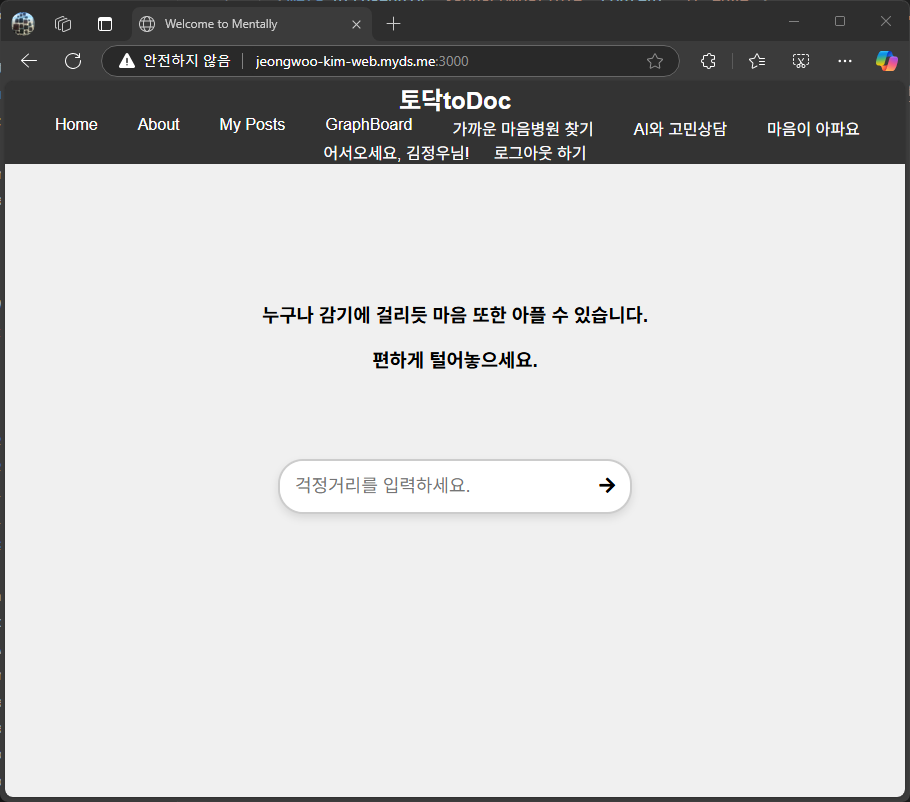 Welcome to Mentally
안전하지 않음 jeongwoo-kim-web.myds.me:3000
토닥toDoc
Home About My Posts GraphBoard 가까운 마음병원 찾기 AI와 고민상담 마음이 아파요
어서오세요, 김정우님! 로그아웃 하기
누구나 감기에 걸리듯 마음 또한 아플 수 있습니다.
편하게 털어놓으세요.
걱정거리를 입력하세요.